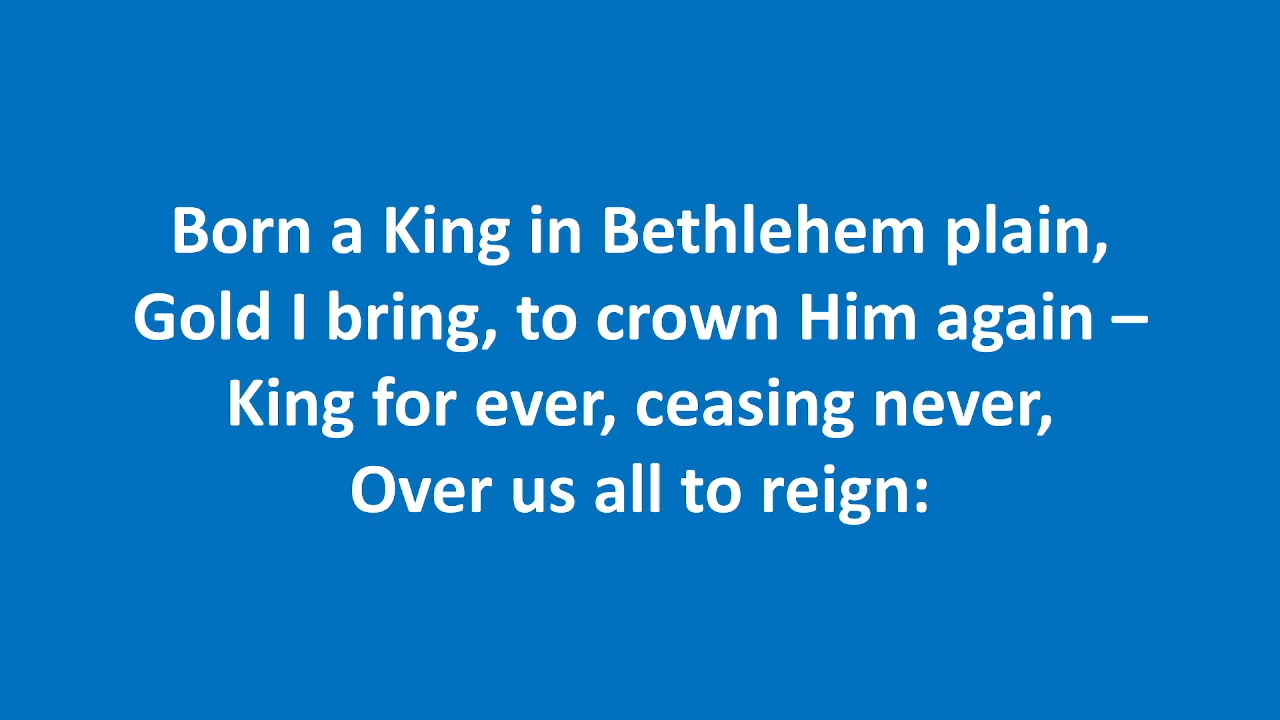 Born a King in Bethlehem plain,
Gold I bring, to crown Him again –
King for ever, ceasing never,
Over us all to reign: